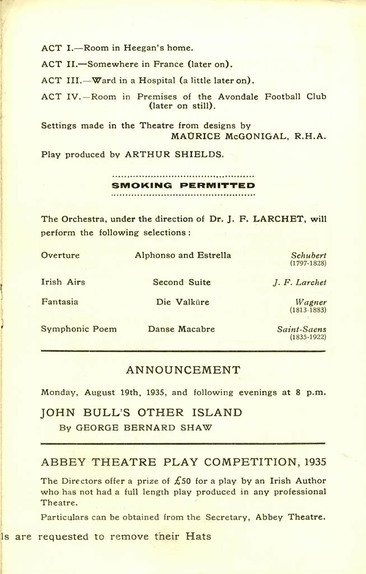 ACT I.—Room in Heegan's home.
ACT II.—Somewhere in France (later on).
ACT III.—Ward in a Hospital (a little later on).
ACT IV.—Room in Premises of the Avondale Football Club
(later on still).
Settings made in the Theatre from designs by
MAURICE McGONIGAL, R.H.A.
Play produced by ARTHUR SHIELDS.
SMOKING PERMITTED
The Orchestra, under the direction of Dr. J. F. LARCHET, will
perform the following selections :
Overture Alphonso and Estrella Schubert
(1797-1828)
Irish Airs Second Suite J. F. Larchet
Fantasia Die Valküre Wagner
(1813-1883)
Symphonic Poem Danse Macabre Saint-Saens
(1835-1922)
ANNOUNCEMENT
Monday, August 19th, 1935, and following evenings at 8 p.m.
JOHN BULL'S OTHER ISLAND
By GEORGE BERNARD SHAW
ABBEY THEATRE PLAY COMPETITION, 1935
The Directors offer a prize of £50 for a play by an Irish Author
who has not had a full length play produced in any professional
Theatre.
Particulars can be obtained from the Secretary, Abbey Theatre.
ls are requested to remove their Hats